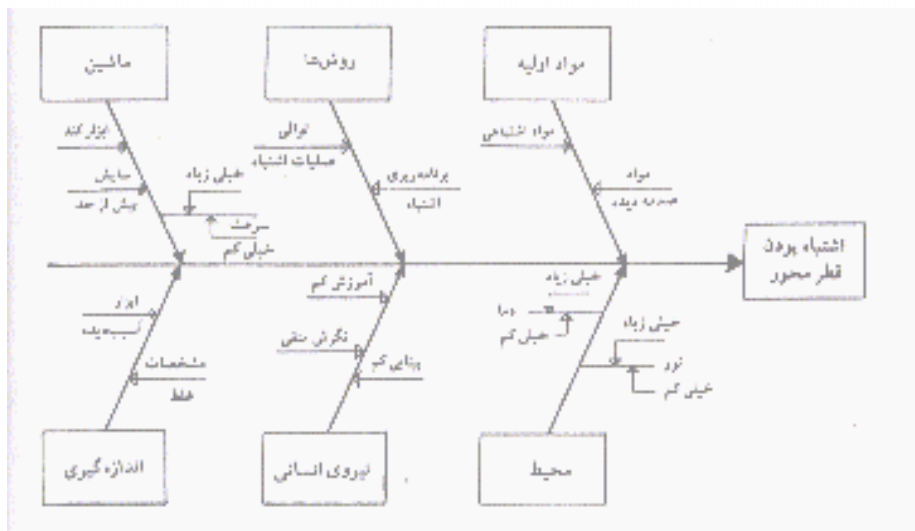 مواد اولیه
روش‌ها
ماشین
مواد اشتباهی
مواد
صدمه دیده
توالی
عملیات اشتباه
برنامه‌ریزی
اشتباه
ابزار کند
سایش
بیش از حد
خیلی زیاد
سرعت
خیلی کم
اشتباه بودن
قطر محور
خیلی زیاد
دما
خیلی کم
خیلی زیاد
نور
خیلی کم
آموزش کم
نگرش منفی
بینایی کم
ابزار
آسیب‌دیده
مشخصات
غلط
محیط
نیروی انسانی
اندازه‌گیری